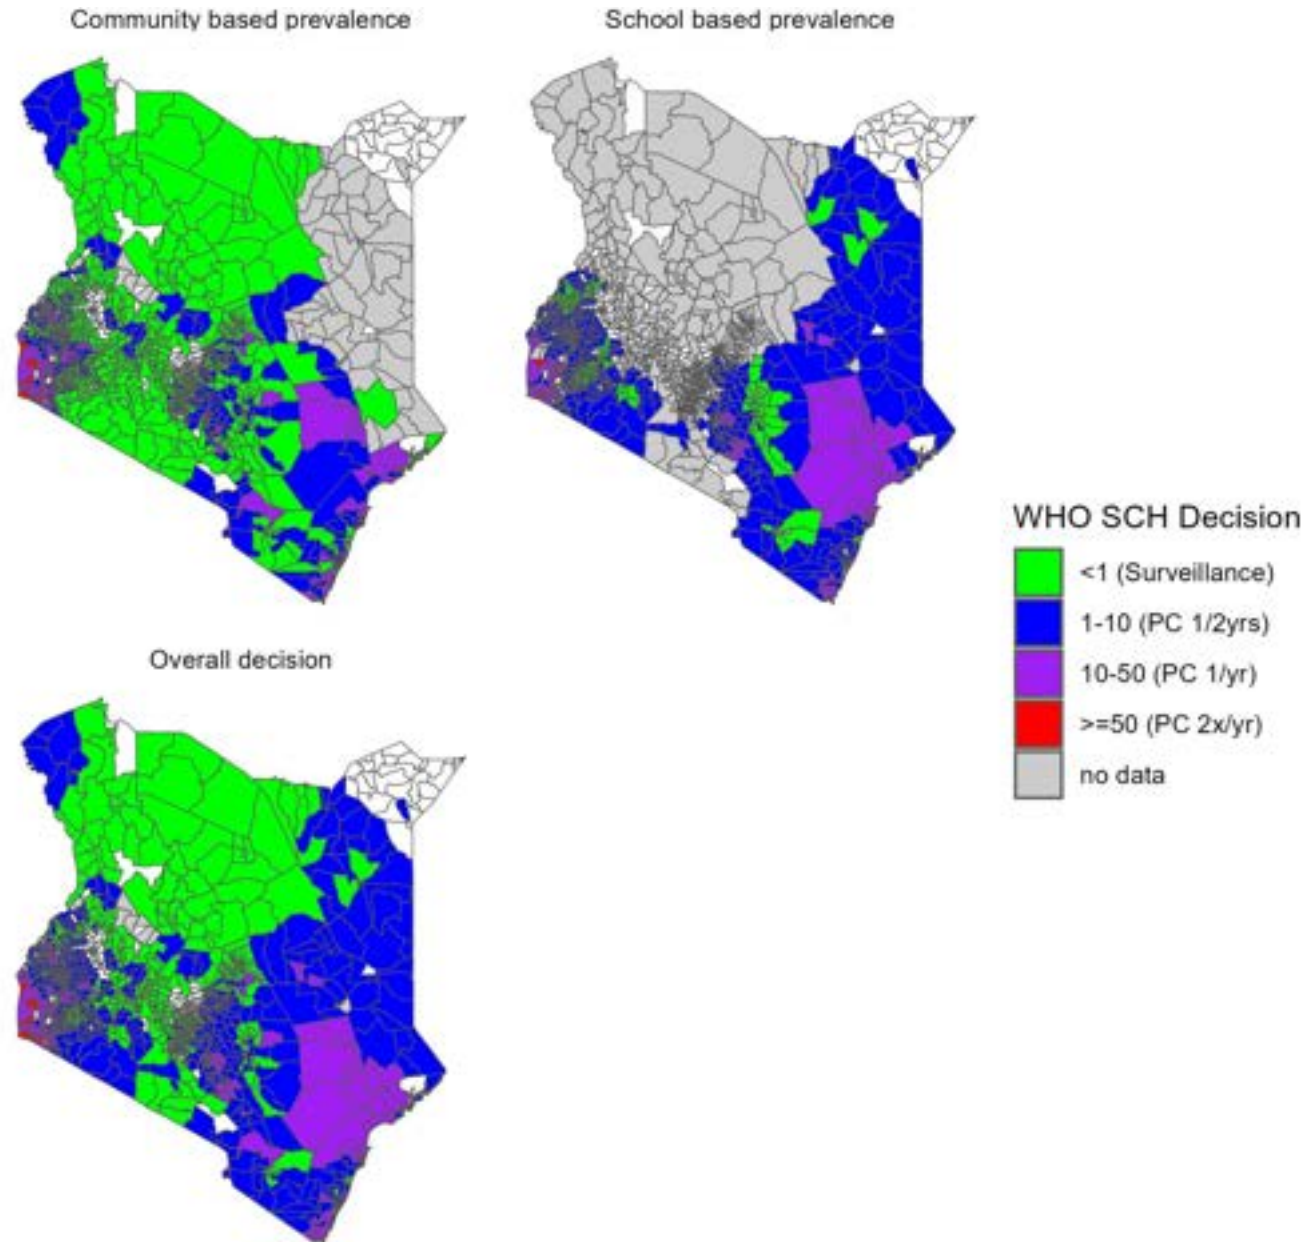 Community based prevalence
School based prevalence
Overall decision
WHO SCH Decision
<1 (Surveillance)
1-10 (PC 1/2yrs)
10-50 (PC 1/yr)
>=50 (PC 2x/yr)
no data